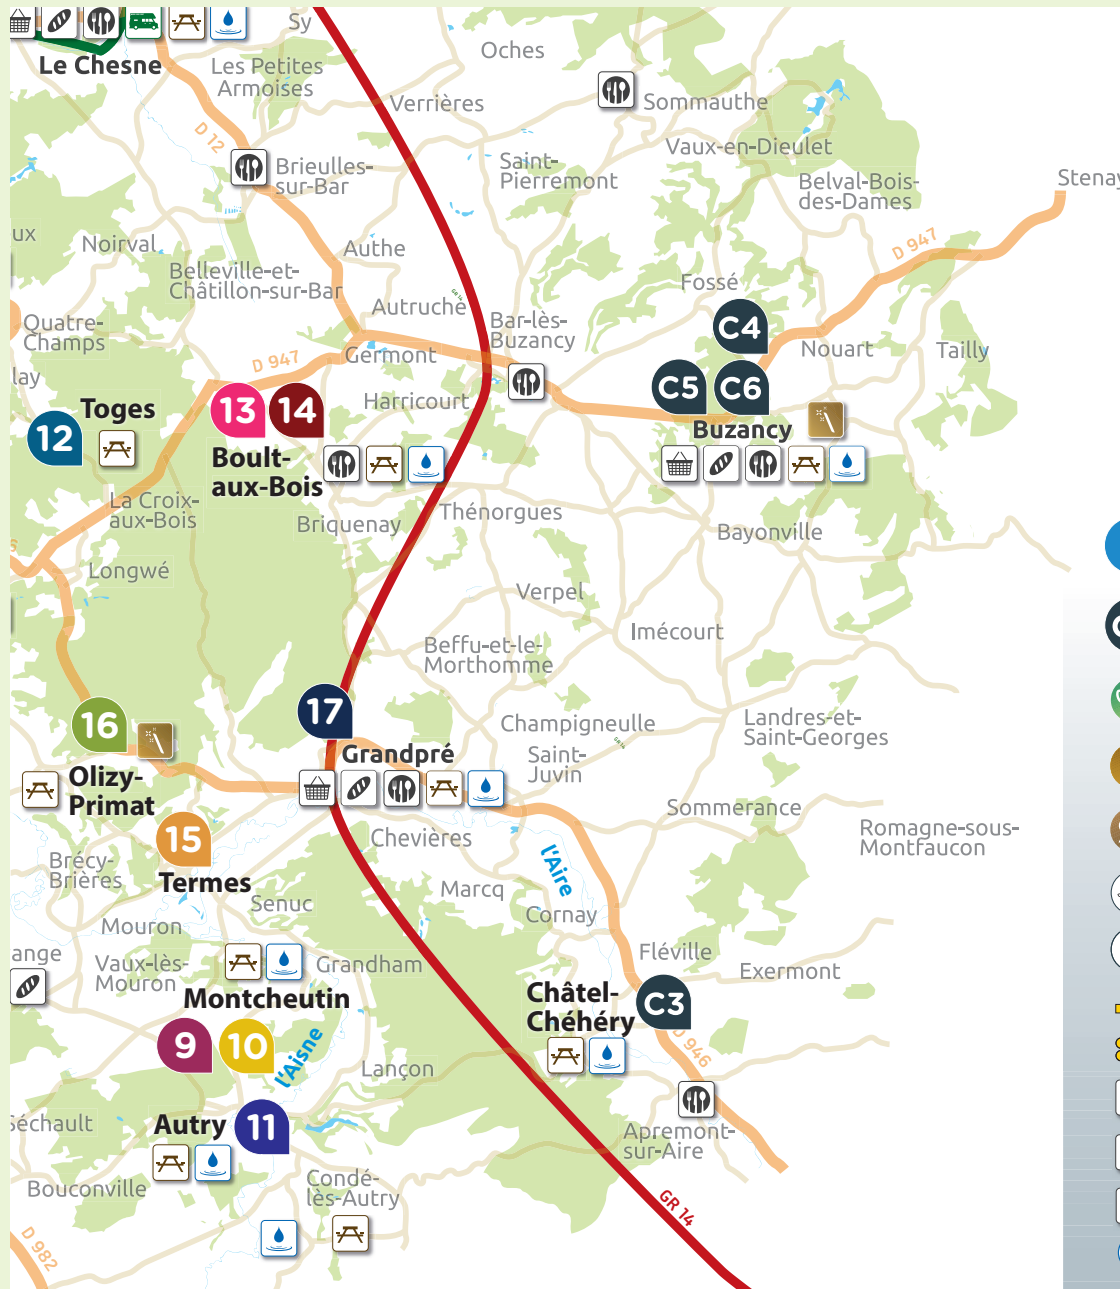 Sy
Le Chesne
Les Petites
Armoises
Oches
Verrières
Sommauthe
D 12
Vaux-en-Dieulet
Brieulles-
sur-Bar
Saint-
Pierremont
Belval-Bois-
des-Dames
Stenay
ux
Noirval
Authe
D 947
Belleville-et-
Châtillon-sur-Bar
Fossé
GR 14
Autruche
Quatre-
Champs
Bar-lès-
Buzancy
C4
D 947
Germont
Nouart
Tailly
lay
C5
C6
Toges
13
14
Harricourt
12
Buzancy
Boult-
aux-Bois
La Croix-
aux-Bois
Briquenay
Thénorgues
Bayonville
Longwé
Verpel
Imécourt
Beffu-et-le-
Morthomme
17
16
Champigneulle
Landres-et-
Saint-Georges
GR 14
Grandpré
Saint-
Juvin
Olizy-
Primat
Sommerance
15
Chevières
Romagne-sous-
Montfaucon
l'Aire
Brécy-
Brières
Termes
Marcq
Senuc
Cornay
Mouron
ange
Vaux-lès-
Mouron
Grandham
Fléville
Exermont
Montcheutin
Châtel-
Chéhéry
C3
9
10
l'Aisne
D 946
Lançon
Séchault
Autry
11
Apremont-
sur-Aire
Bouconville
Condé-
lès-Autry
GR 14
D 982